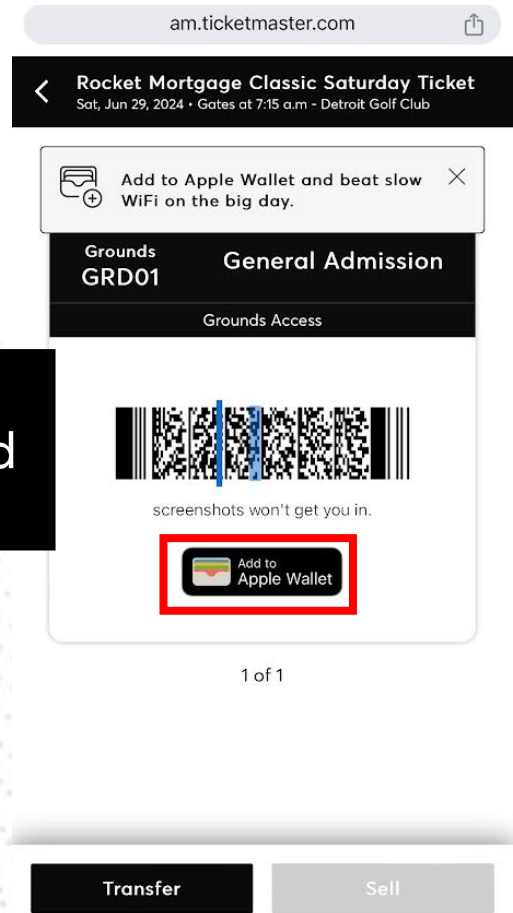 am.ticketmaster.com
Rocket Mortgage Classic Saturday Ticket
Sat, Jun 29, 2024 • Gates at 7:15 a.m - Detroit Golf Club
Add to Apple Wallet and beat slow
WiFi on the big day.
Grounds
GRD01
General Admission
Grounds Access
screenshots won't get you in.
Add to
Apple Wallet
1 of 1
Transfer
Sell